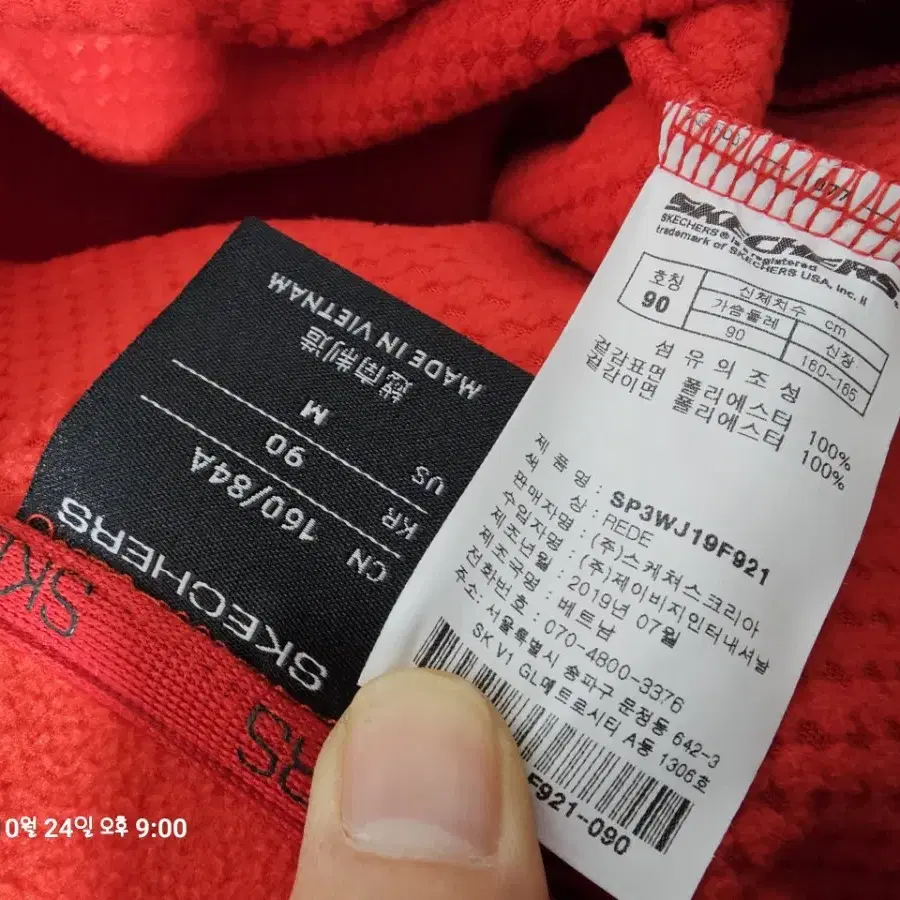 SKECHERS
CN 160/84A
KR 90
US M
越南制造
MADE IN VIETNAM
SKECHERS
SKECHERS® is a registered
trademark of SKECHERS USA, Inc. II
호칭 신체치수 cm
90 가슴둘레 신장
90 160~165
섬유의 조성
겉감표면 폴리에스터 100%
겉감이면 폴리에스터 100%
제품명 : SP3WJ19F921
색상 : REDE
판매자명 : (주)스케쳐스코리아
수입자명 : (주)제이비지인터내셔날
제조년월 : 2019년 07월
제조국명 : 베트남
전화번호 : 070-4800-3376
주소: 서울특별시 송파구 문정동 642-3
SK V1 GL메트로시티 A동 1306호
F921-090
SK
ERS
0월 24일 오후 9:00